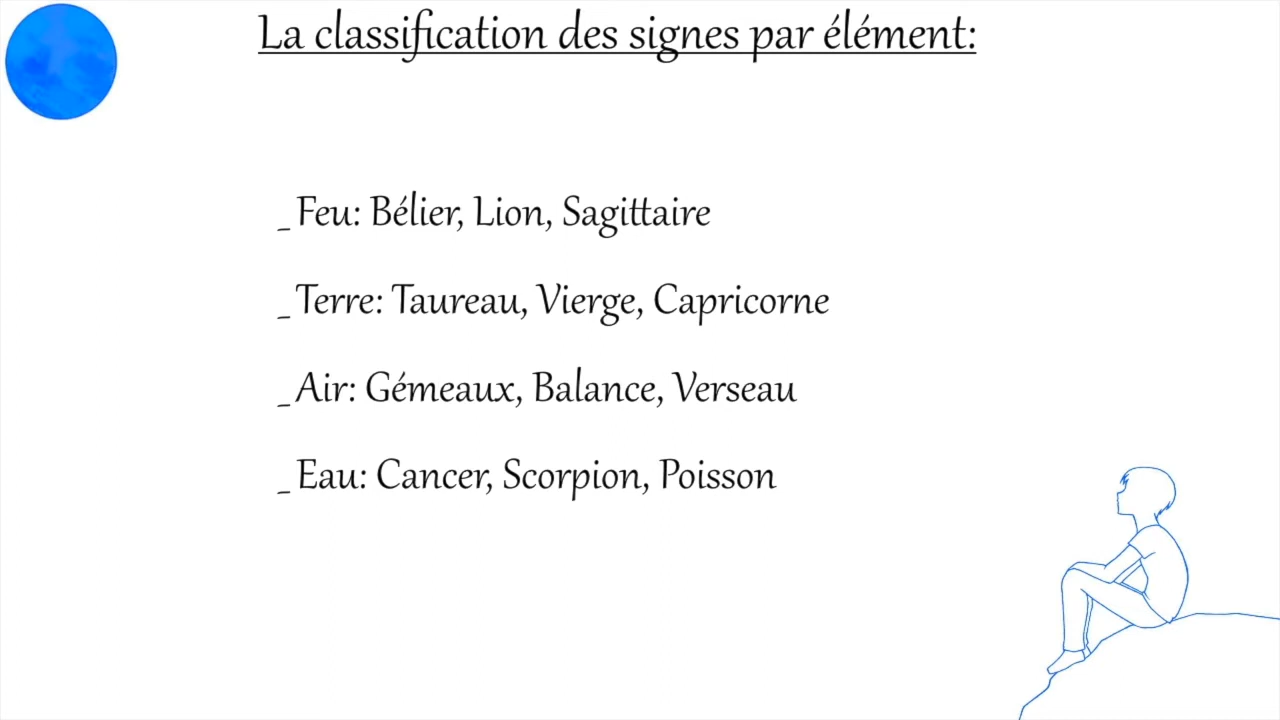 La classification des signes par élément:
_ Feu: Bélier, Lion, Sagittaire
_ Terre: Taureau, Vierge, Capricorne
_ Air: Gémeaux, Balance, Verseau
_ Eau: Cancer, Scorpion, Poisson